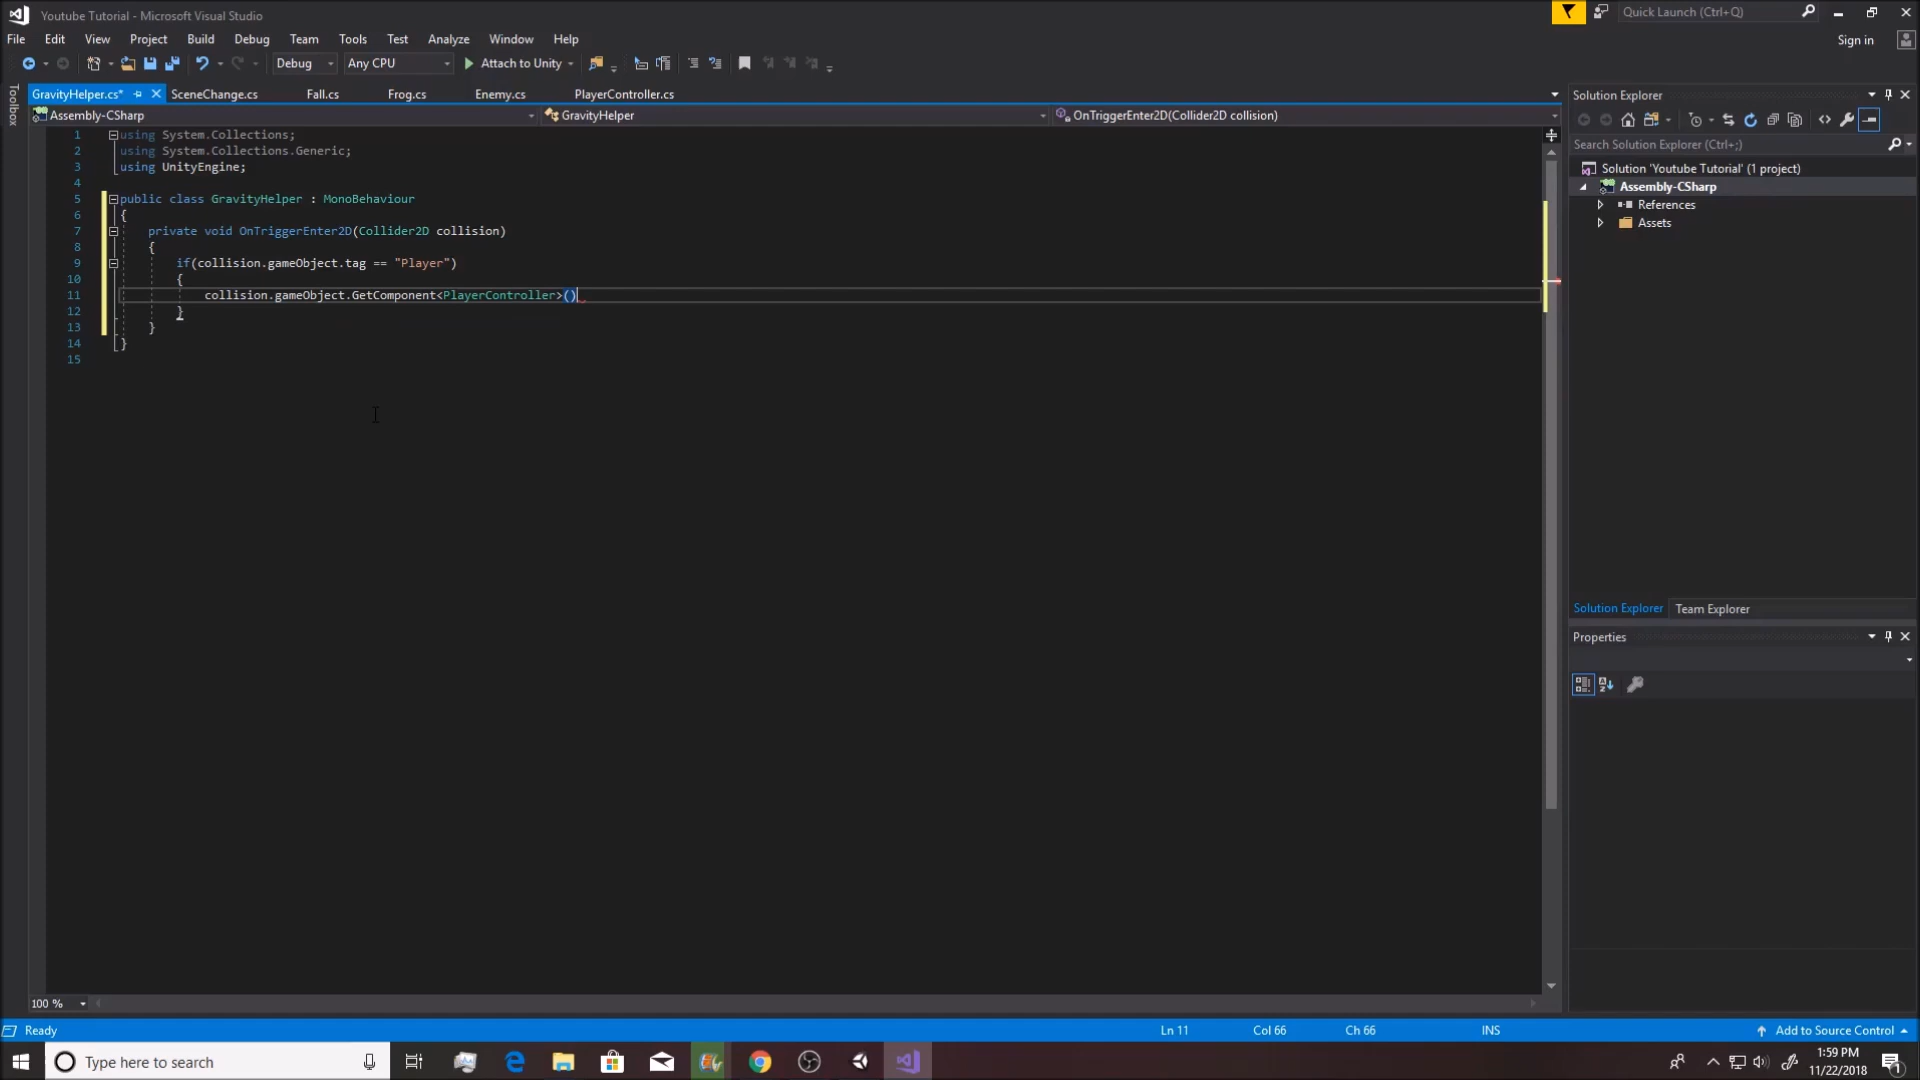 Youtube Tutorial - Microsoft Visual Studio
Quick Launch (Ctrl+Q)
File Edit View Project Build Debug Team Tools Test Analyze Window Help
Sign in
Debug Any CPU Attach to Unity
Toolbox
GravityHelper.cs* SceneChange.cs Fall.cs Frog.cs Enemy.cs PlayerController.cs
Assembly-CSharp GravityHelper OnTriggerEnter2D(Collider2D collision)
1 using System.Collections;
2 using System.Collections.Generic;
3 using UnityEngine;
4
5 public class GravityHelper : MonoBehaviour
6 {
7 private void OnTriggerEnter2D(Collider2D collision)
8 {
9 if(collision.gameObject.tag == "Player")
10 {
11 collision.gameObject.GetComponent<PlayerController>()
12 }
13 }
14 }
15
Solution Explorer
Search Solution Explorer (Ctrl+;)
Solution 'Youtube Tutorial' (1 project)
Assembly-CSharp
References
Assets
Solution Explorer Team Explorer
Properties
100 %
Ready Ln 11 Col 66 Ch 66 INS Add to Source Control
Type here to search
1:59 PM
11/22/2018
1